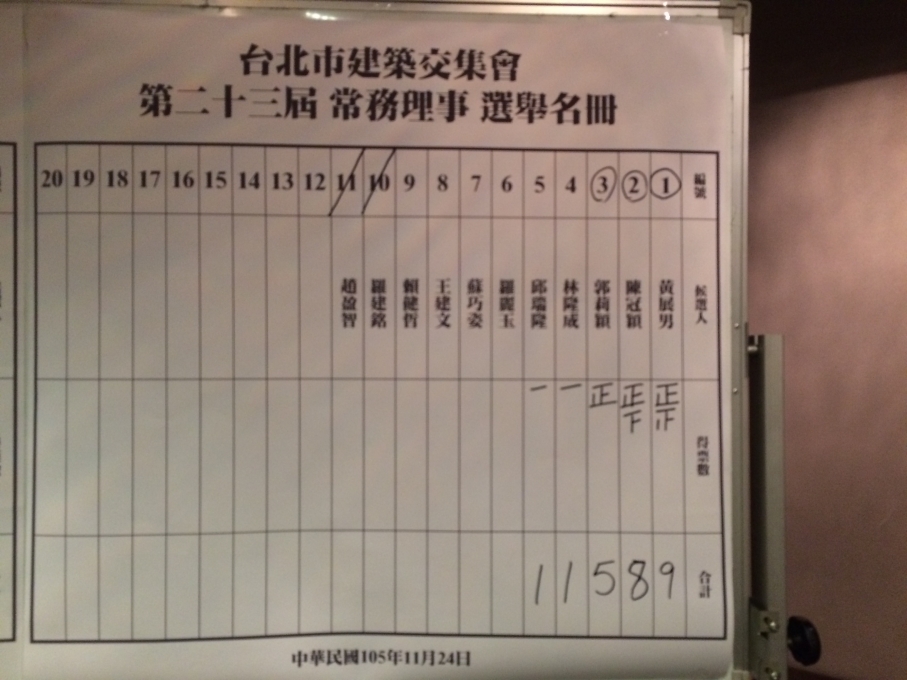 台北市建築交集會
第二十三屆 常務理事 選舉名冊
20 19 18 17 16 15 14 13 12 11 10 9 8 7 6 5 4 3 2 1 編號
趙盈智 羅建銘 賴健哲 王建文 蘇巧姿 羅麗玉 邱瑞隆 林隆成 郭莉穎 陳冠穎 黃展男 候選人
一 一 正 正 正 得票數
下 止
1 1 5 8 9 合計
中華民國105年11月24日